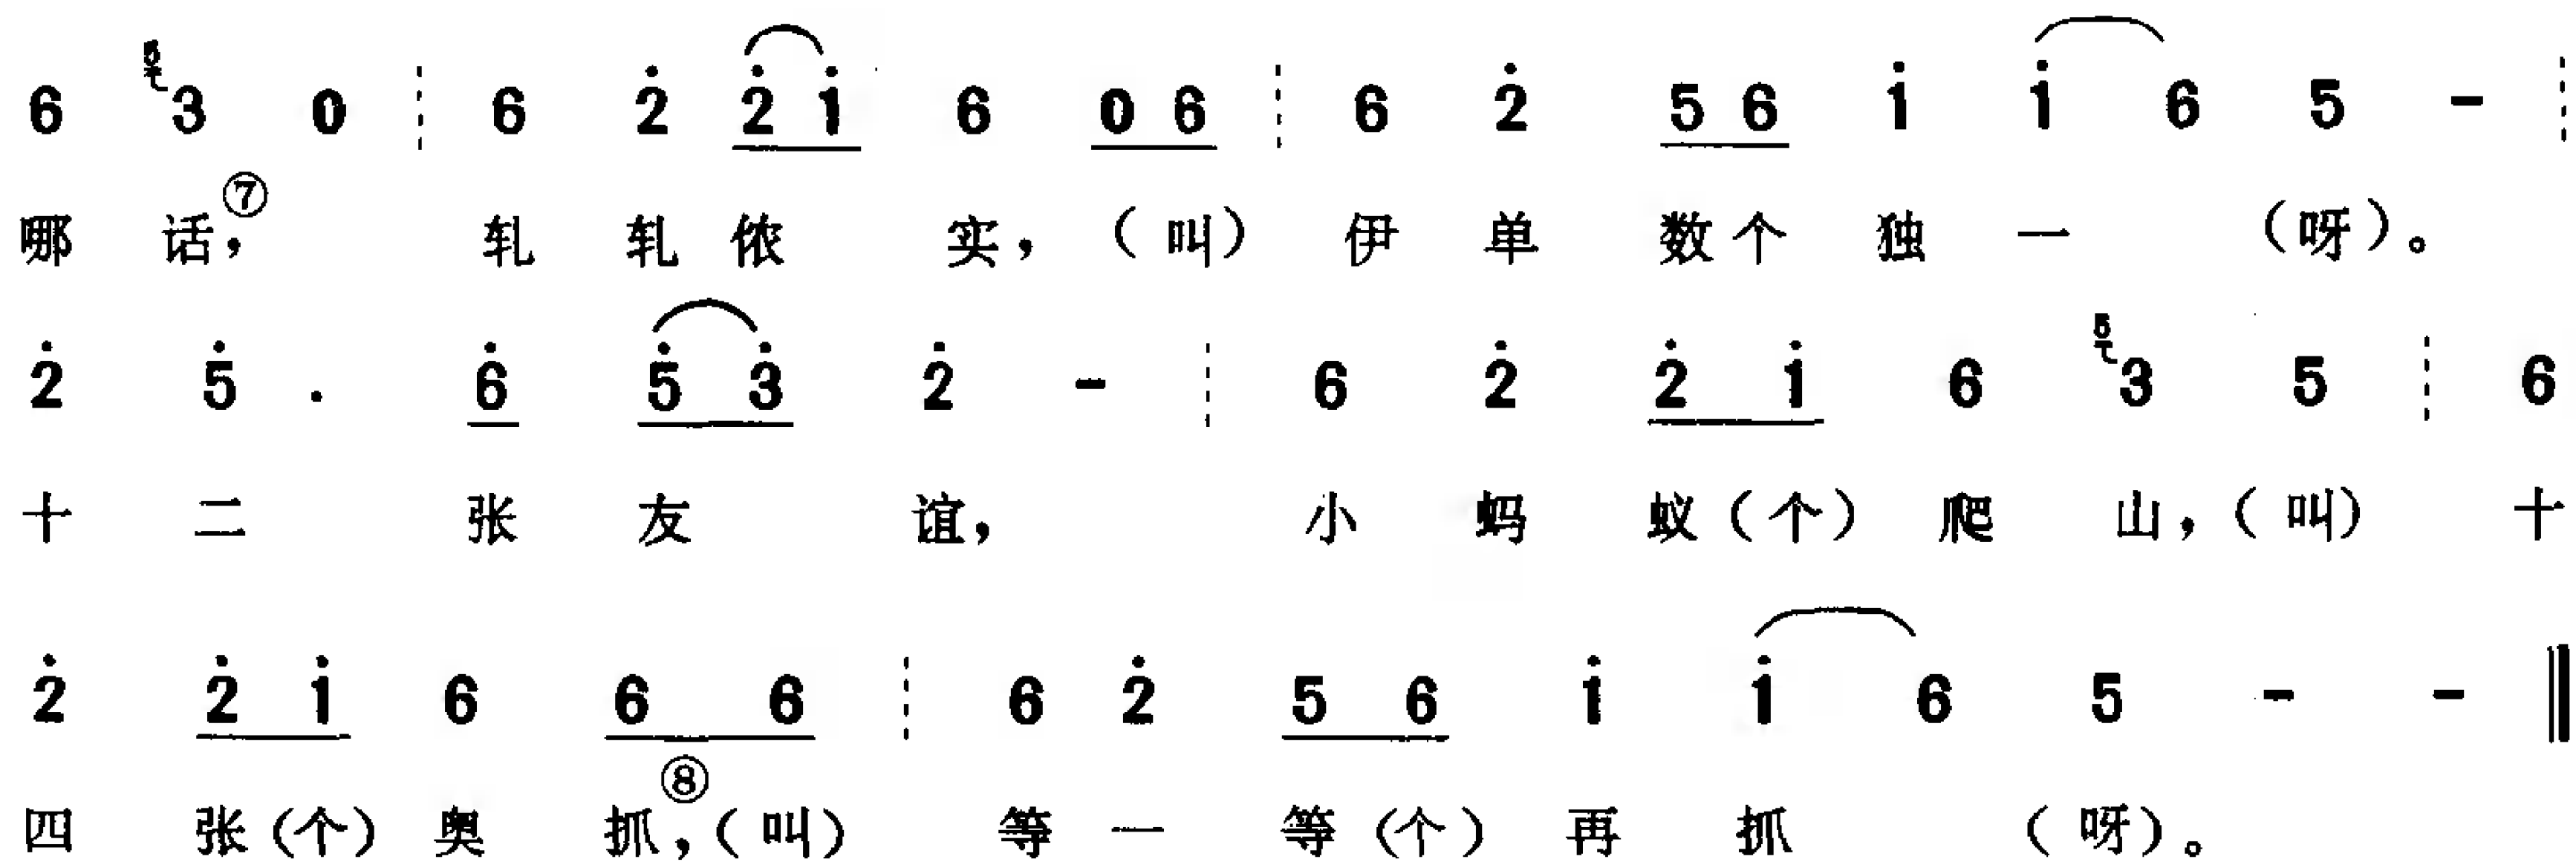 6 5 3 0 ┊ 6 2̇ 2̇ 1̇ 6 0 6 ┊ 6 2̇ 5 6 1̇ 1̇ 6 5 - ┊
哪 话，⑦ 轧 轧 侬 实，（叫）伊 单 数 个 独 一 （呀）。
2̇ 5̇ · 6̇ 5̇ 3̇ 2̇ - ┊ 6 2̇ 2̇ 1̇ 6 5 3 5 ┊ 6
十 二 张 友 谊， 小 蚂 蚁（个）爬 山，（叫） 十
2̇ 2̇ 1̇ 6 6 6 ┊ 6 2̇ 5 6 1̇ 1̇ 6 5 - - ‖
四 张（个）奥 抓，⑧（叫） 等 一 等（个）再 抓 （呀）。